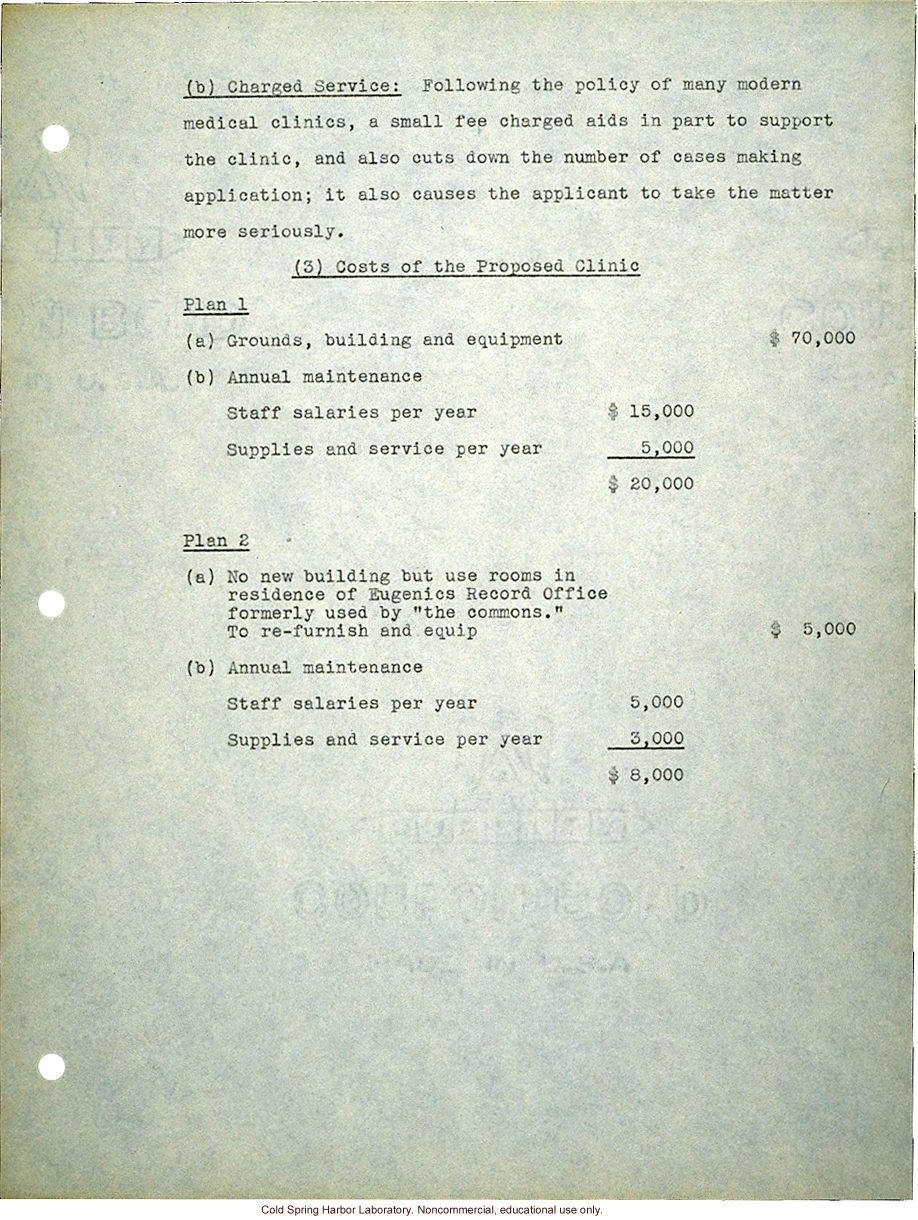 (b) Charged Service: Following the policy of many modern
medical clinics, a small fee charged aids in part to support
the clinic, and also cuts down the number of cases making
application; it also causes the applicant to take the matter
more seriously.
(3) Costs of the Proposed Clinic
Plan 1
(a) Grounds, building and equipment $ 70,000
(b) Annual maintenance
Staff salaries per year $ 15,000
Supplies and service per year 5,000
$ 20,000
Plan 2
(a) No new building but use rooms in
residence of Eugenics Record Office
formerly used by "the commons."
To re-furnish and equip $ 5,000
(b) Annual maintenance
Staff salaries per year 5,000
Supplies and service per year 3,000
$ 8,000
Cold Spring Harbor Laboratory. Noncommercial, educational use only.